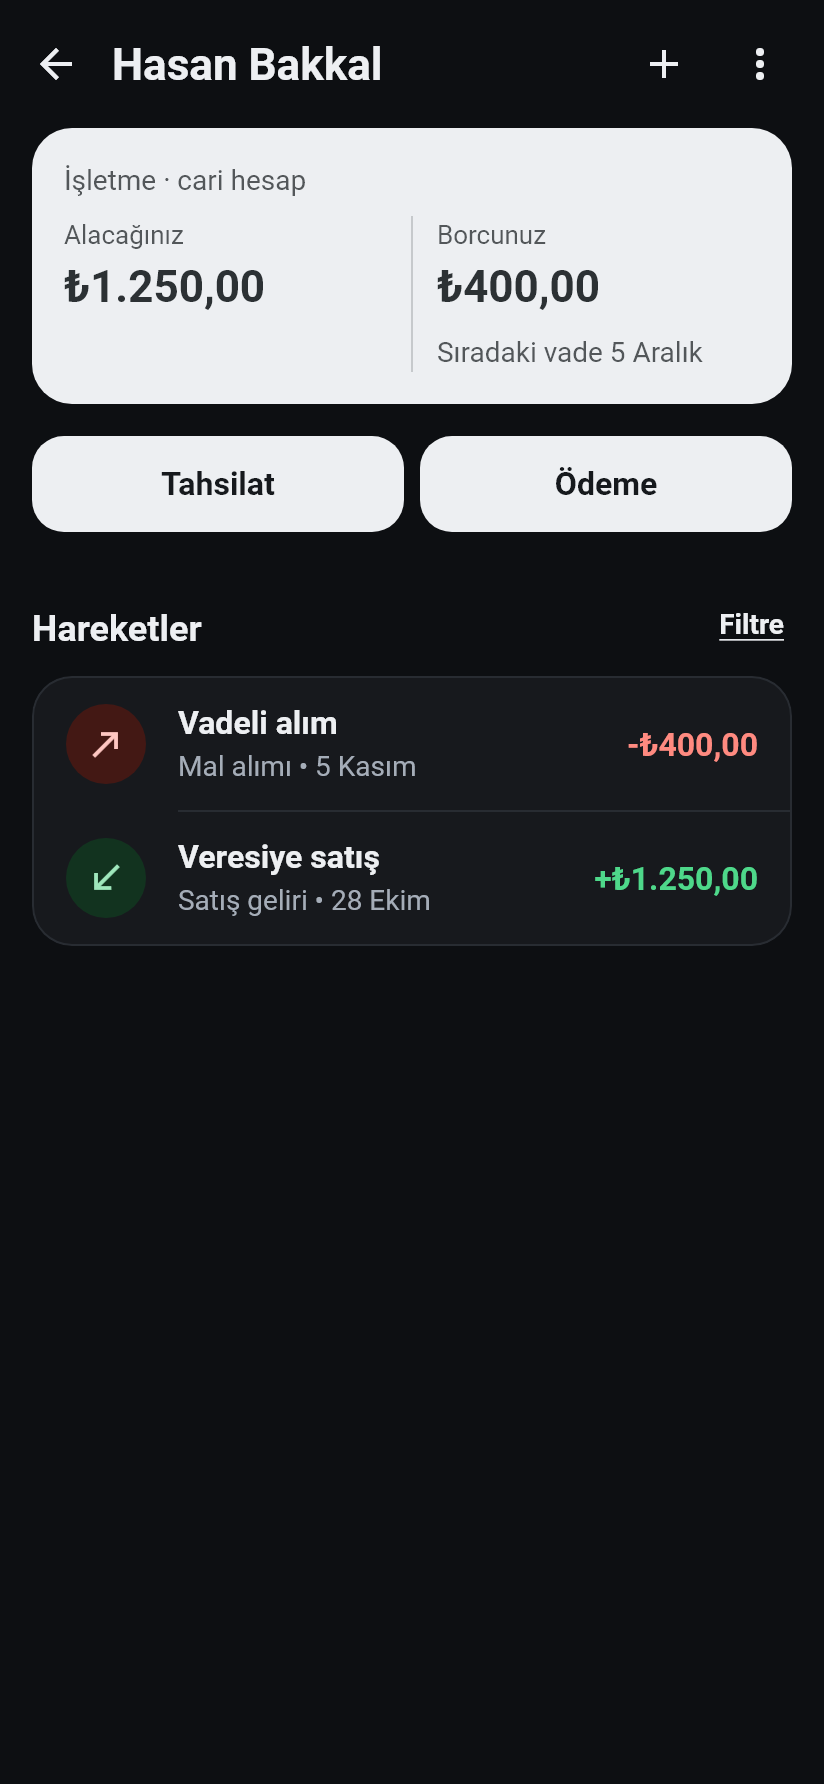 Hasan Bakkal
İşletme · cari hesap
Alacağınız
₺1.250,00
Borcunuz
₺400,00
Sıradaki vade 5 Aralık
Tahsilat
Ödeme
Hareketler
Filtre
Vadeli alım
Mal alımı • 5 Kasım
-₺400,00
Veresiye satış
Satış geliri • 28 Ekim
+₺1.250,00